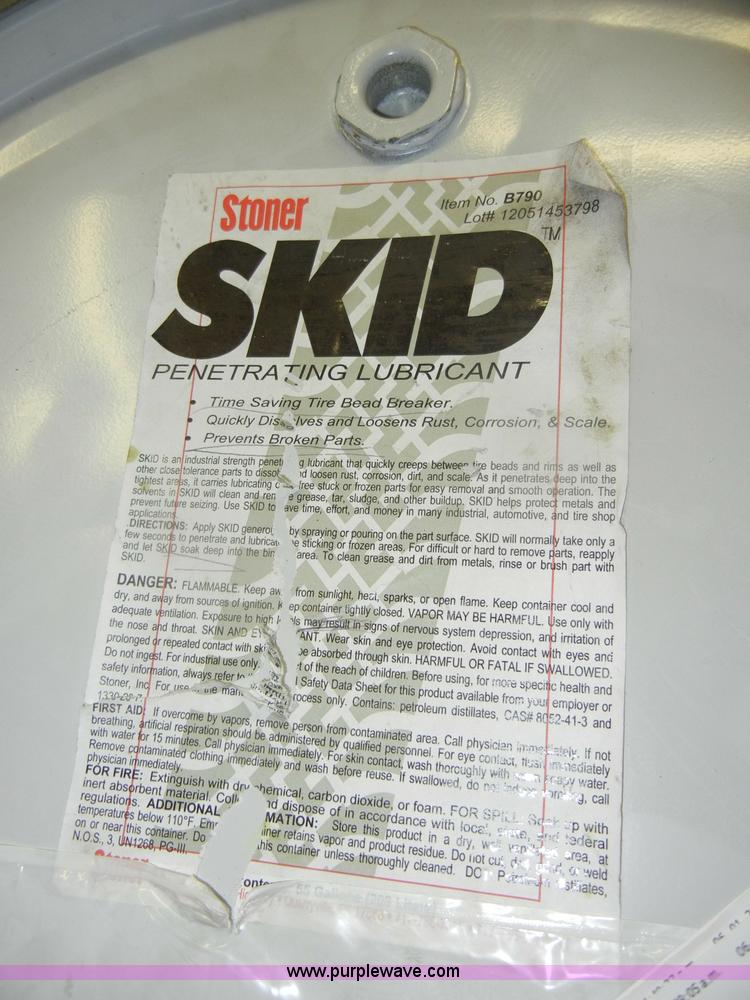 Stoner
Item No. B790
Lot# 12051453798
SKID
TM
PENETRATING LUBRICANT
• Time Saving Tire Bead Breaker.
• Quickly Dissolves and Loosens Rust, Corrosion, & Scale.
• Prevents Broken Parts.
SKID is an industrial strength lubricant that quickly creeps between tire beads and rims as well as
other close tolerance parts to and loosen rust, corrosion, dirt, and scale. As it penetrates deep into the
tightest areas, it carries lubricating free stuck or frozen parts for easy removal and smooth operation. The
solvents in SKID will clean and grease, tar, sludge, and other buildup. SKID helps protect metals and
prevent future seizing. Use SKID to time, effort, and money in many industrial, automotive, and tire shop
applications.
DIRECTIONS: Apply SKID by spraying or pouring on the part surface. SKID will normally take only a
few seconds to penetrate and sticking or frozen areas. For difficult or hard to remove parts, reapply
and let SKID soak deep into the area. To clean grease and dirt from metals, rinse or brush part with
SKID.
DANGER: FLAMMABLE. Keep from sunlight, heat, sparks, or open flame. Keep container cool and
dry, and away from sources of ignition. container tightly closed. VAPOR MAY BE HARMFUL. Use only with
adequate ventilation. Exposure to high may result in signs of nervous system depression, and irritation of
the nose and throat. SKIN AND Wear skin and eye protection. Avoid contact with eyes and
prolonged or repeated contact with be absorbed through skin. HARMFUL OR FATAL IF SWALLOWED.
Do not ingest. For industrial use only. of the reach of children. Before using, for more specific health and
safety information, always refer to Safety Data Sheet for this product available from your employer or
Stoner, Inc. For use only. Contains: petroleum distillates, CAS# 8052-41-3 and
FIRST AID: If overcome by vapors, remove person from contaminated area. Call physician immediately. If not
breathing, artificial respiration should be administered by qualified personnel. For eye contact, flush immediately
with water for 15 minutes. Call physician immediately. For skin contact, wash thoroughly with water.
Remove contaminated clothing immediately and wash before reuse. If swallowed, do not call
physician immediately.
FOR FIRE: Extinguish with dry chemical, carbon dioxide, or foam. FOR SPILL: Soak up with
inert absorbent material. and dispose of in accordance with local, state, and federal
regulations. ADDITIONAL Store this product in a dry, area, at
temperatures below 110°F. retains vapor and product residue. Do not cut, or weld
on or near this container. Do this container unless thoroughly cleaned.
N.O.S., 3, UN1268, PG-III.
Stoner
www.purplewave.com